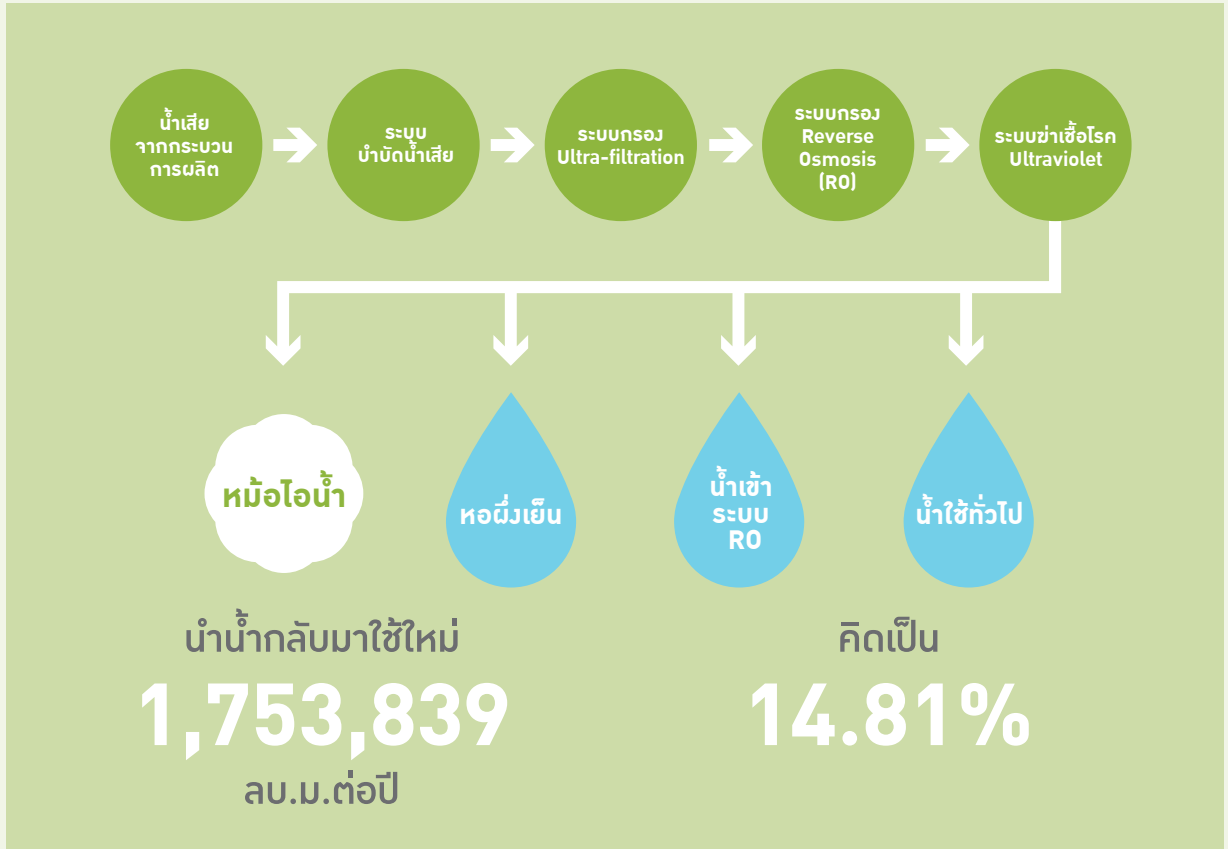 น้ำเสีย
จากกระบวน
การผลิต
ระบบ
บำบัดน้ำเสีย
ระบบกรอง
Ultra-filtration
ระบบกรอง
Reverse
Osmosis
(RO)
ระบบฆ่าเชื้อโรค
Ultraviolet
หม้อไอน้ำ
หอผึ่งเย็น
น้ำเข้า
ระบบ
RO
น้ำใช้ทั่วไป
นำน้ำกลับมาใช้ใหม่
1,753,839
ลบ.ม.ต่อปี
คิดเป็น
14.81%